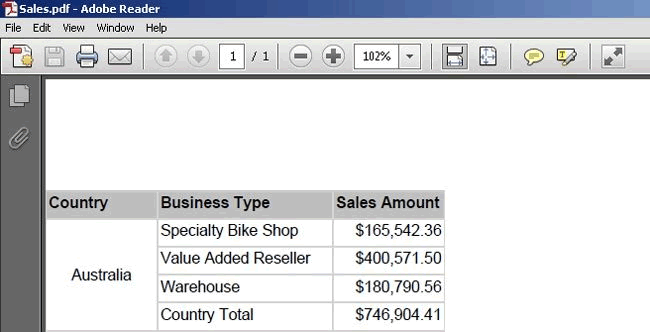 Sales.pdf - Adobe Reader
File Edit View Window Help
1 / 1 102%
Country Business Type Sales Amount
Specialty Bike Shop $165,542.36
Value Added Reseller $400,571.50
Australia
Warehouse $180,790.56
Country Total $746,904.41